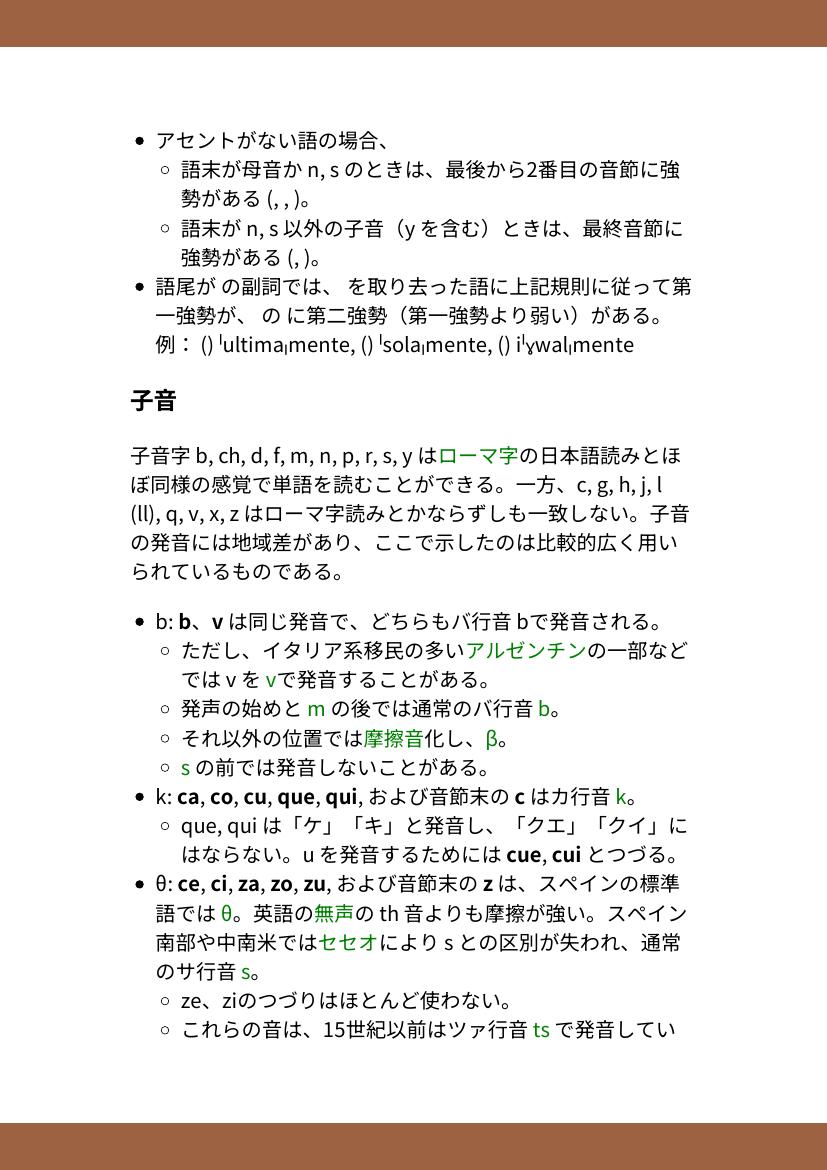 • アセントがない語の場合、
○ 語末が母音か n, s のときは、最後から2番目の音節に強
勢がある (, , )。
○ 語末が n, s 以外の子音（y を含む）ときは、最終音節に
強勢がある (, )。
• 語尾が の副詞では、 を取り去った語に上記規則に従って第
一強勢が、 の に第二強勢（第一強勢より弱い）がある。
例： () ˈultimaˌmente, () ˈsolaˌmente, () iˈɣwalˌmente
子音
子音字 b, ch, d, f, m, n, p, r, s, y はローマ字の日本語読みとほ
ぼ同様の感覚で単語を読むことができる。一方、c, g, h, j, l
(ll), q, v, x, z はローマ字読みとかならずしも一致しない。子音
の発音には地域差があり、ここで示したのは比較的広く用い
られているものである。
• b: b、v は同じ発音で、どちらもバ行音 bで発音される。
○ ただし、イタリア系移民の多いアルゼンチンの一部など
では v を vで発音することがある。
○ 発声の始めと m の後では通常のバ行音 b。
○ それ以外の位置では摩擦音化し、β。
○ s の前では発音しないことがある。
• k: ca, co, cu, que, qui, および音節末の c はカ行音 k。
○ que, qui は「ケ」「キ」と発音し、「クエ」「クイ」に
はならない。u を発音するためには cue, cui とつづる。
• θ: ce, ci, za, zo, zu, および音節末の z は、スペインの標準
語では θ。英語の無声の th 音よりも摩擦が強い。スペイン
南部や中南米ではセセオにより s との区別が失われ、通常
のサ行音 s。
○ ze、ziのつづりはほとんど使わない。
○ これらの音は、15世紀以前はツァ行音 ts で発音してい